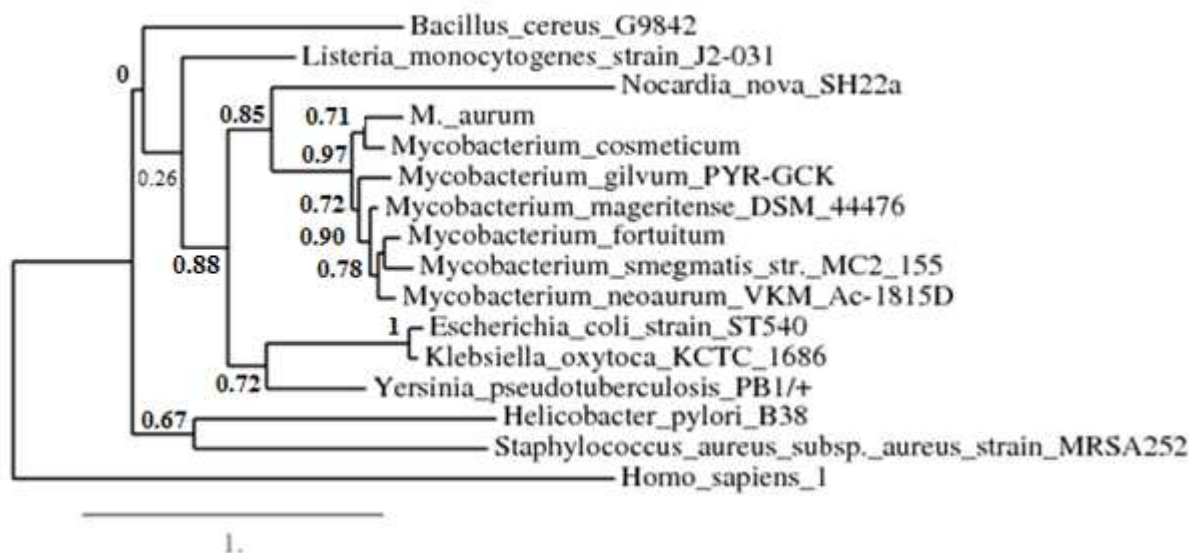 Bacillus_cereus_G9842
Listeria_monocytogenes_strain_J2-031
0
Nocardia_nova_SH22a
0.85
0.71
M._aurum
Mycobacterium_cosmeticum
0.97
0.26
Mycobacterium_gilvum_PYR-GCK
0.72
Mycobacterium_mageritense_DSM_44476
0.90
Mycobacterium_fortuitum
0.88
0.78
Mycobacterium_smegmatis_str._MC2_155
Mycobacterium_neoaurum_VKM_Ac-1815D
1
Escherichia_coli_strain_ST540
Klebsiella_oxytoca_KCTC_1686
0.72
Yersinia_pseudotuberculosis_PB1/+
0.67
Helicobacter_pylori_B38
Staphylococcus_aureus_subsp._aureus_strain_MRSA252
Homo_sapiens_1
1.